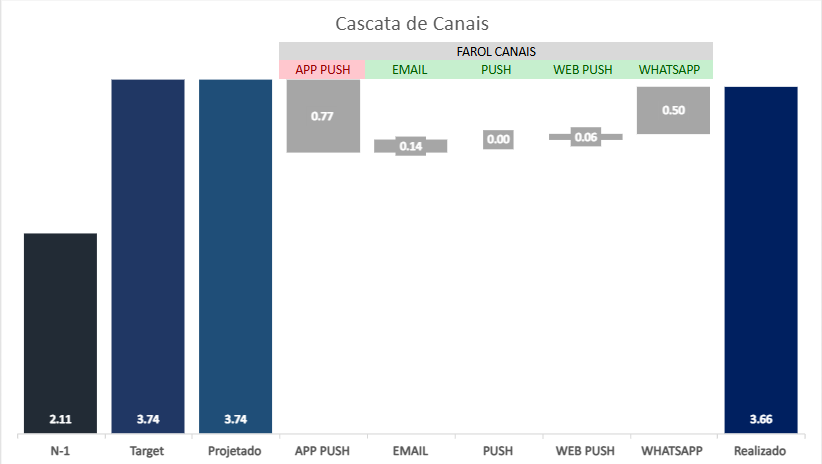 Cascata de Canais
FAROL CANAIS
APP PUSH EMAIL PUSH WEB PUSH WHATSAPP
0.77
0.14
0.00
0.06
0.50
2.11 3.74 3.74 3.66
N-1 Target Projetado APP PUSH EMAIL PUSH WEB PUSH WHATSAPP Realizado